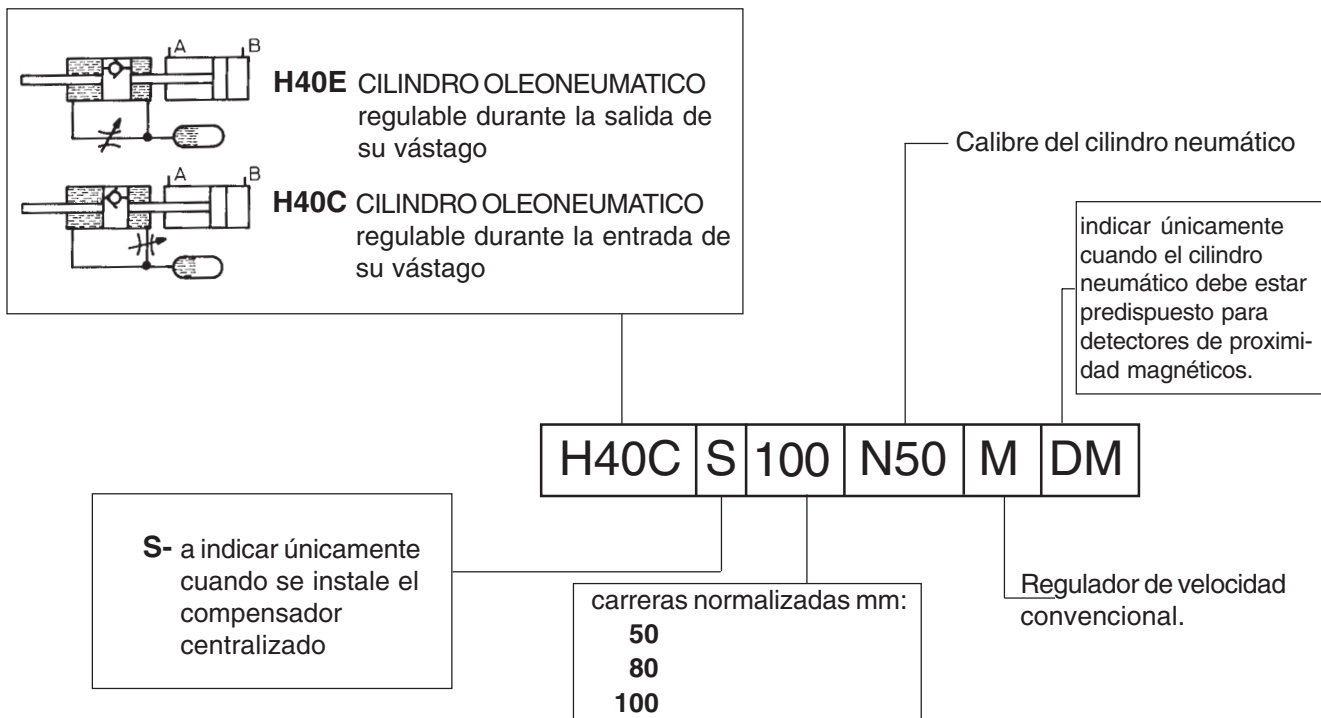 A B
H40E CILINDRO OLEONEUMATICO
regulable durante la salida de
su vástago
A B
H40C CILINDRO OLEONEUMATICO
regulable durante la entrada de
su vástago
Calibre del cilindro neumático
indicar únicamente
cuando el cilindro
neumático debe estar
predispuesto para
detectores de proximi-
dad magnéticos.
H40C S 100 N50 M DM
S- a indicar únicamente
cuando se instale el
compensador
centralizado
carreras normalizadas mm:
50
80
100
Regulador de velocidad
convencional.